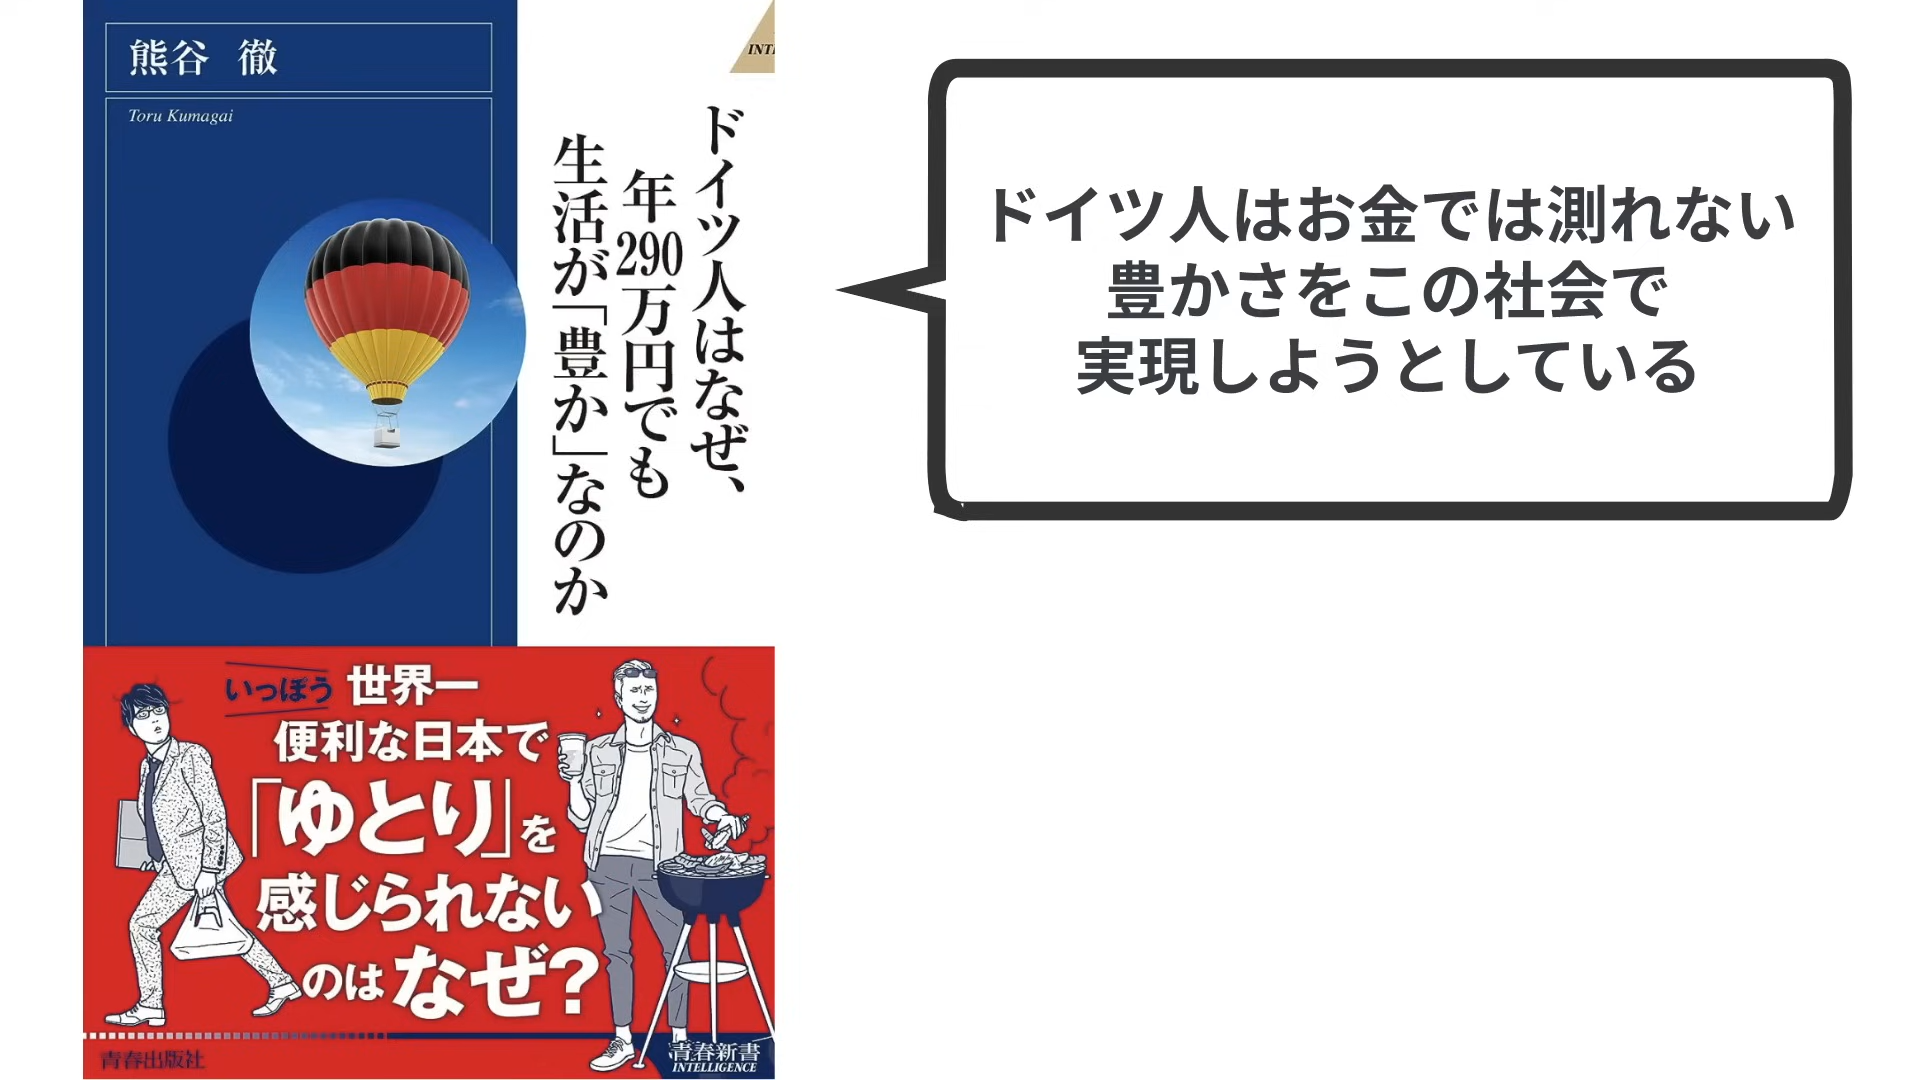 熊谷 徹
Toru Kumagai
ドイツ人はなぜ、
年290万円でも
生活が「豊か」なのか
いっぽう 世界一
便利な日本で
「ゆとり」を
感じられない
のはなぜ?
青春出版社
青春新書
INTELLIGENCE
ドイツ人はお金では測れない
豊かさをこの社会で
実現しようとしている